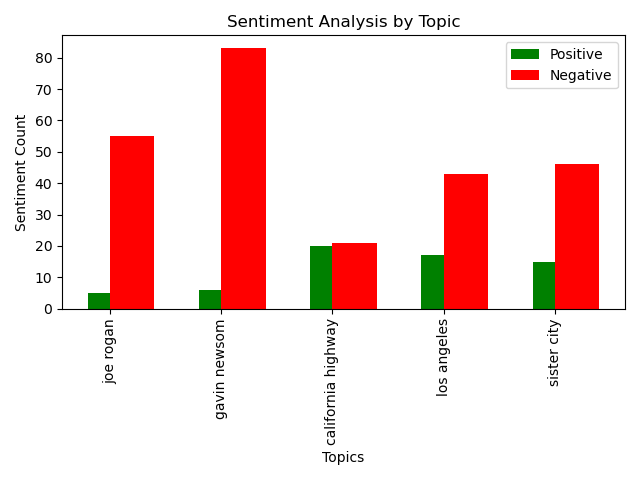 Sentiment Analysis by Topic
Positive
Negative
Sentiment Count
80
70
60
50
40
30
20
10
0
joe rogan
gavin newsom
california highway
los angeles
sister city
Topics